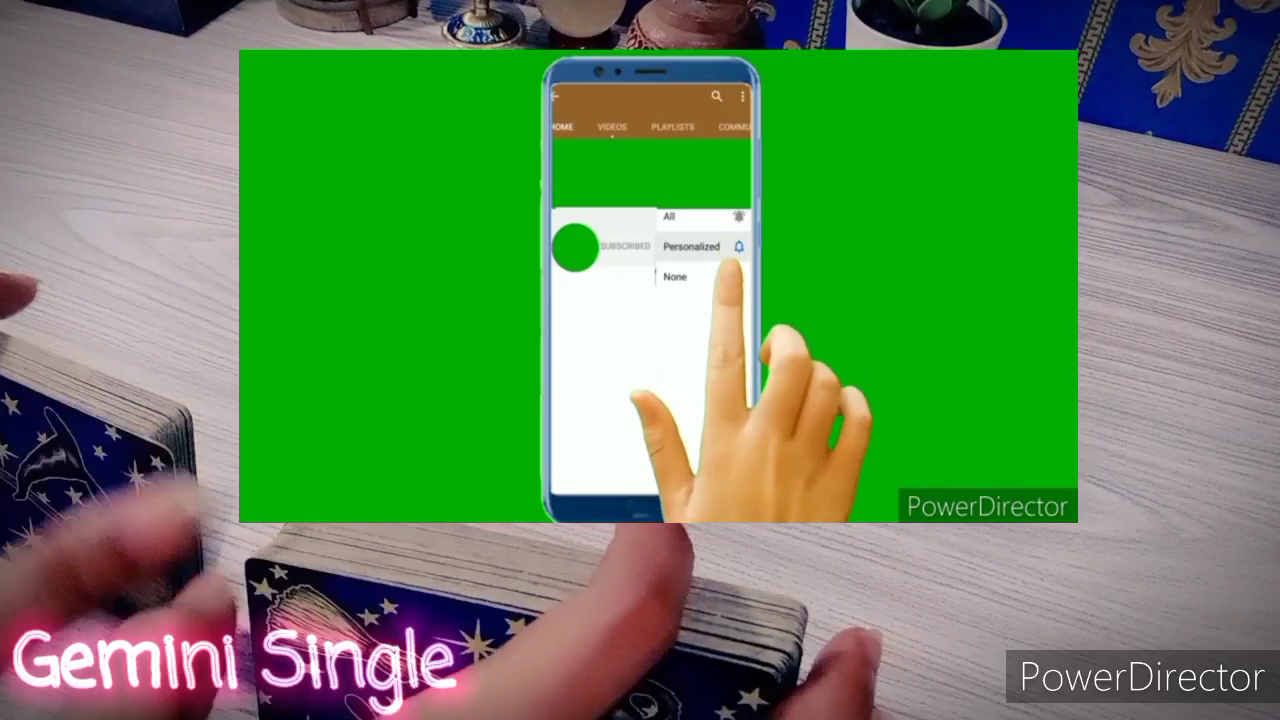 HOME VIDEOS PLAYLISTS COMMU
All
SUBSCRIBED Personalized
None
PowerDirector
Gemini Single
PowerDirector